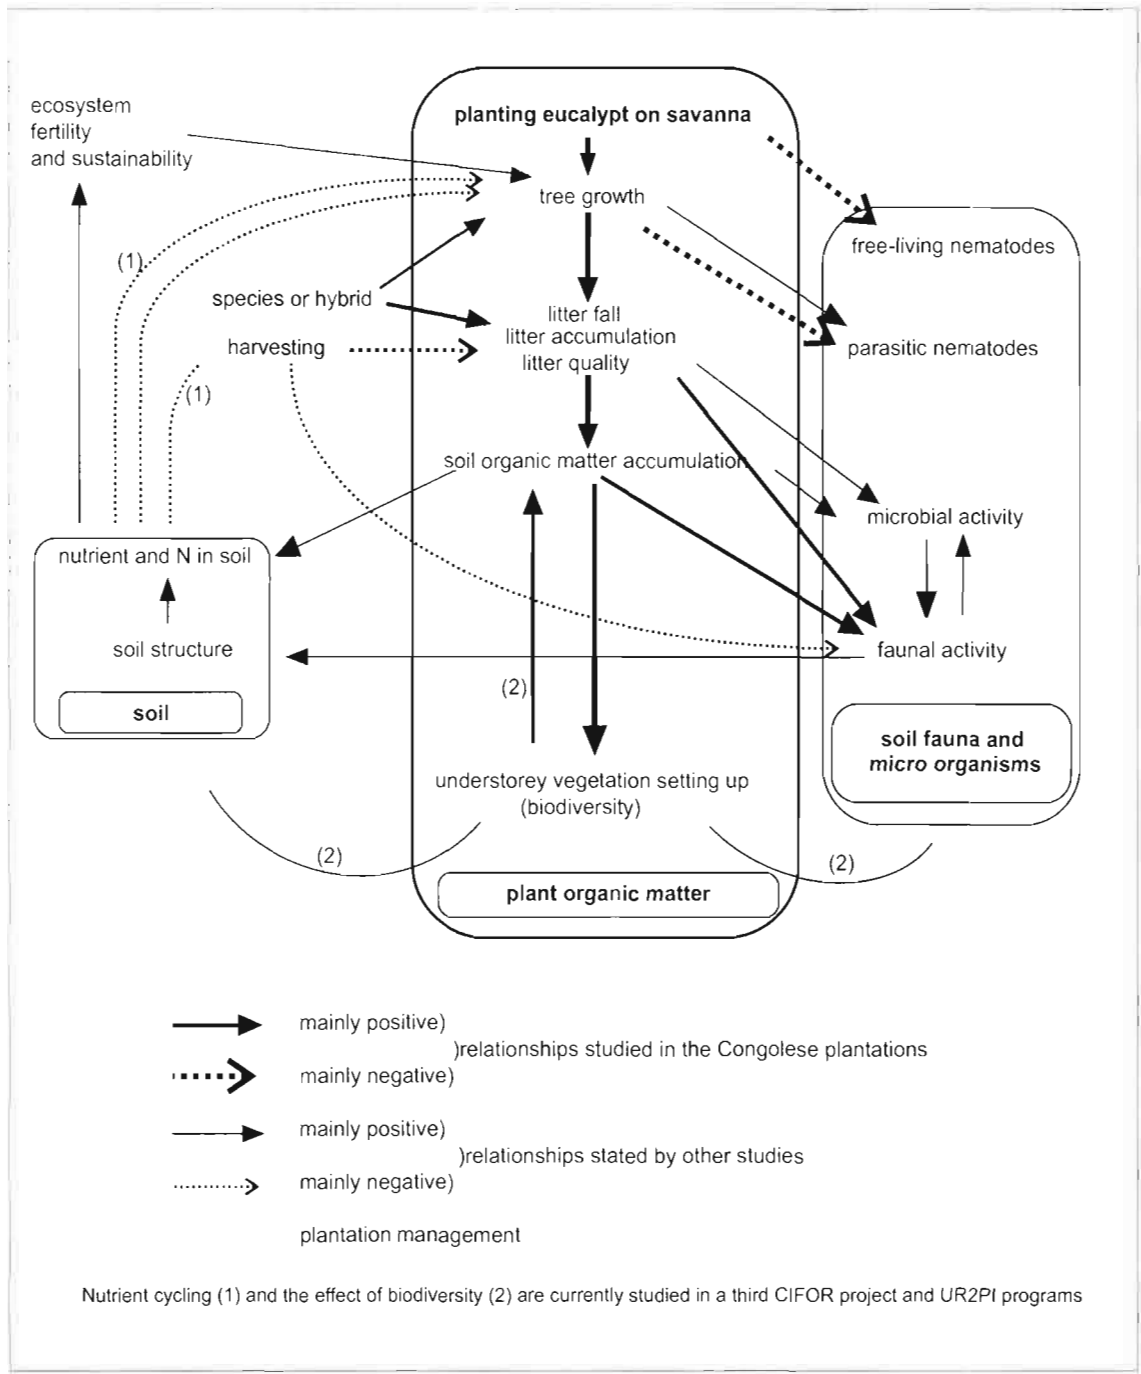 planting eucalypt on savanna
ecosystem
fertility
and sustainability
tree growth
free-living nematodes
(1)
species or hybrid
litter fall
litter accumulation
litter quality
harvesting
parasitic nematodes
(1)
soil organic matter accumulation
microbial activity
nutrient and N in soil
soil structure
faunal activity
(2)
soil
soil fauna and
micro organisms
understorey vegetation setting up
(biodiversity)
(2)
(2)
plant organic matter
mainly positive)
)relationships studied in the Congolese plantations
mainly negative)
mainly positive)
)relationships stated by other studies
mainly negative)
plantation management
Nutrient cycling (1) and the effect of biodiversity (2) are currently studied in a third CIFOR project and UR2PI programs